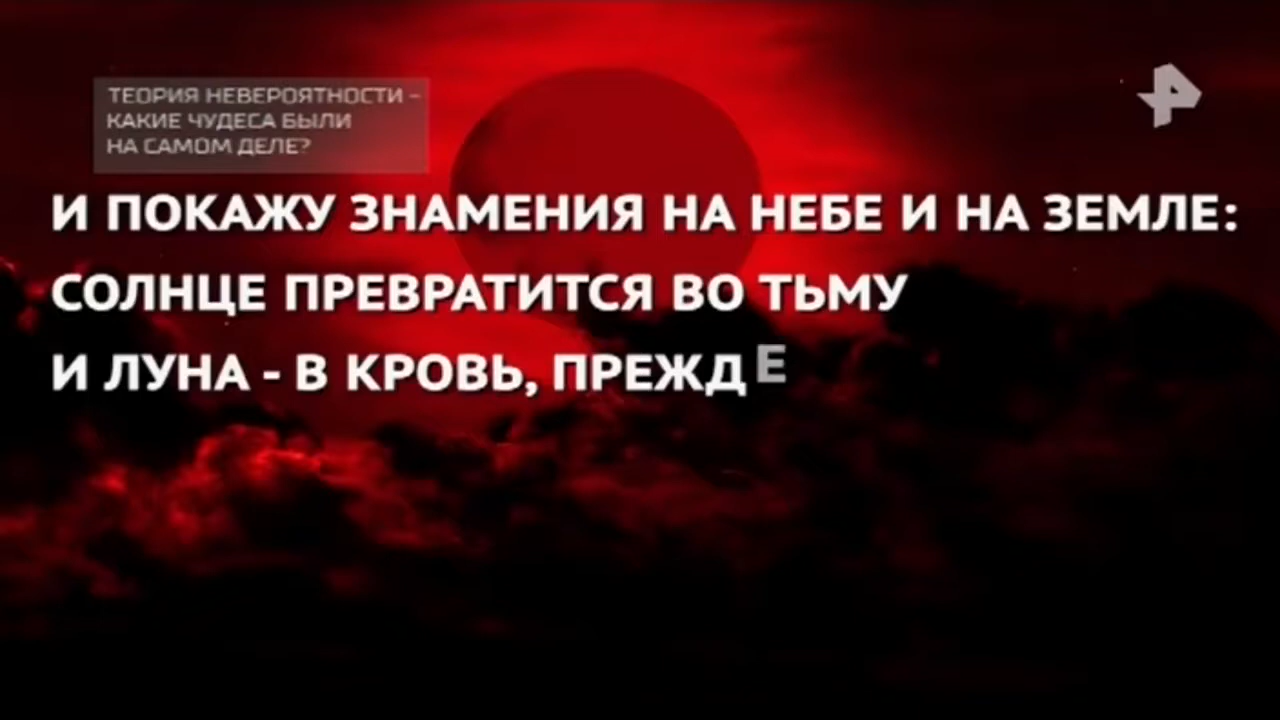 ТЕОРИЯ НЕВЕРОЯТНОСТИ –
КАКИЕ ЧУДЕСА БЫЛИ
НА САМОМ ДЕЛЕ?
И ПОКАЖУ ЗНАМЕНИЯ НА НЕБЕ И НА ЗЕМЛЕ:
СОЛНЦЕ ПРЕВРАТИТСЯ ВО ТЬМУ
И ЛУНА - В КРОВЬ, ПРЕЖДЕ